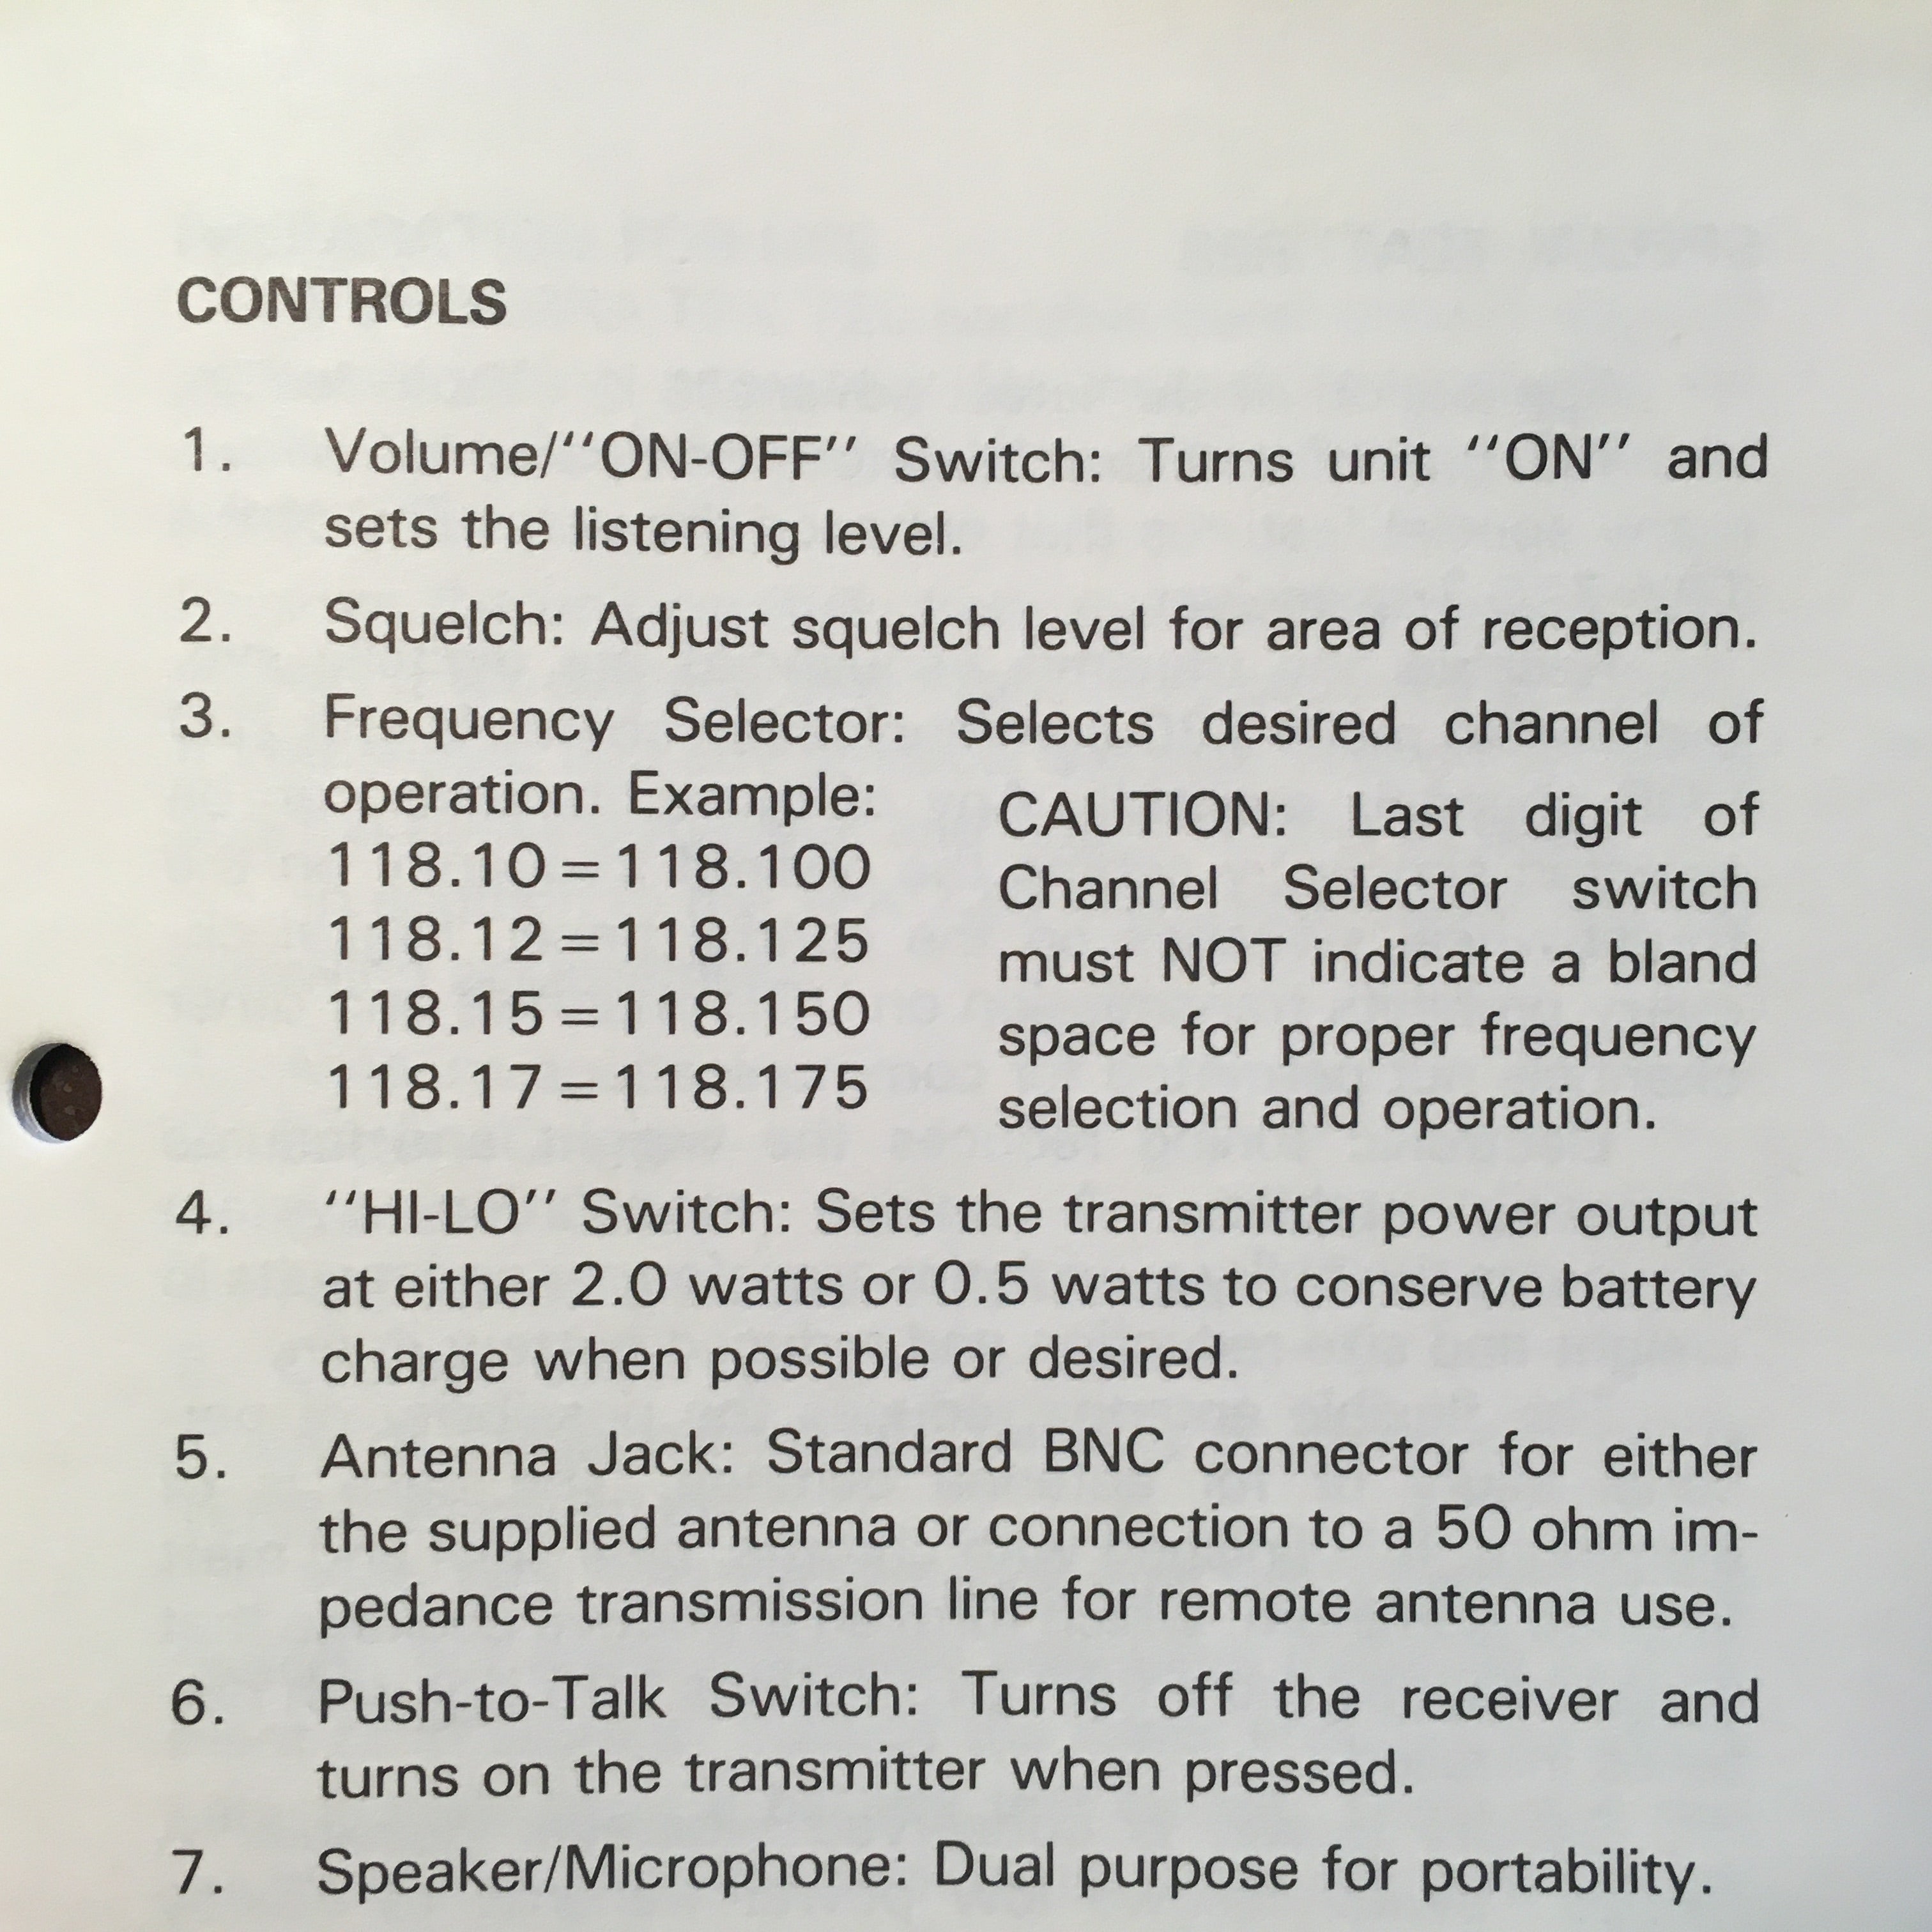 CONTROLS
1. Volume/"ON-OFF" Switch: Turns unit "ON" and
sets the listening level.
2. Squelch: Adjust squelch level for area of reception.
3. Frequency Selector: Selects desired channel of
operation. Example:
118.10=118.100
118.12=118.125
118.15=118.150
118.17=118.175
CAUTION: Last digit of
Channel Selector switch
must NOT indicate a bland
space for proper frequency
selection and operation.
4. "HI-LO" Switch: Sets the transmitter power output
at either 2.0 watts or 0.5 watts to conserve battery
charge when possible or desired.
5. Antenna Jack: Standard BNC connector for either
the supplied antenna or connection to a 50 ohm im-
pedance transmission line for remote antenna use.
6. Push-to-Talk Switch: Turns off the receiver and
turns on the transmitter when pressed.
7. Speaker/Microphone: Dual purpose for portability.